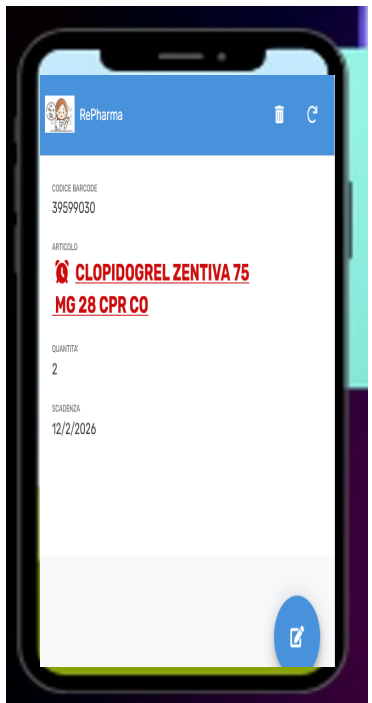 RePharma
CODICE BARCODE
39599030
ARTICOLO
CLOPIDOGREL ZENTIVA 75
MG 28 CPR CO
QUANTITA'
2
SCADENZA
12/2/2026